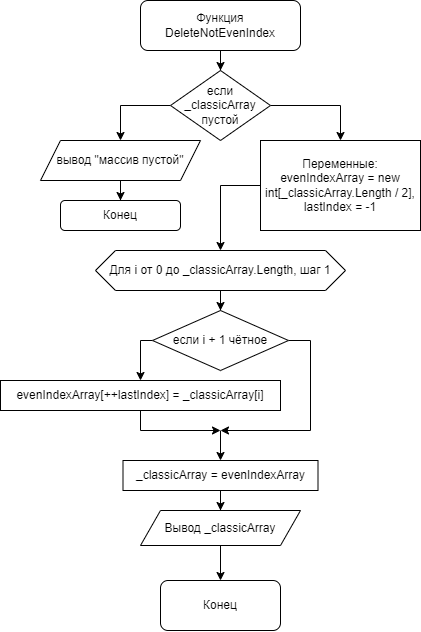 Функция
DeleteNotEvenIndex
если
_classicArray
пустой
вывод "массив пустой"
Конец
Переменные:
evenIndexArray = new
int[_classicArray.Length / 2],
lastIndex = -1
Для i от 0 до _classicArray.Length, шаг 1
если i + 1 чётное
evenIndexArray[++lastIndex] = _classicArray[i]
_classicArray = evenIndexArray
Вывод _classicArray
Конец